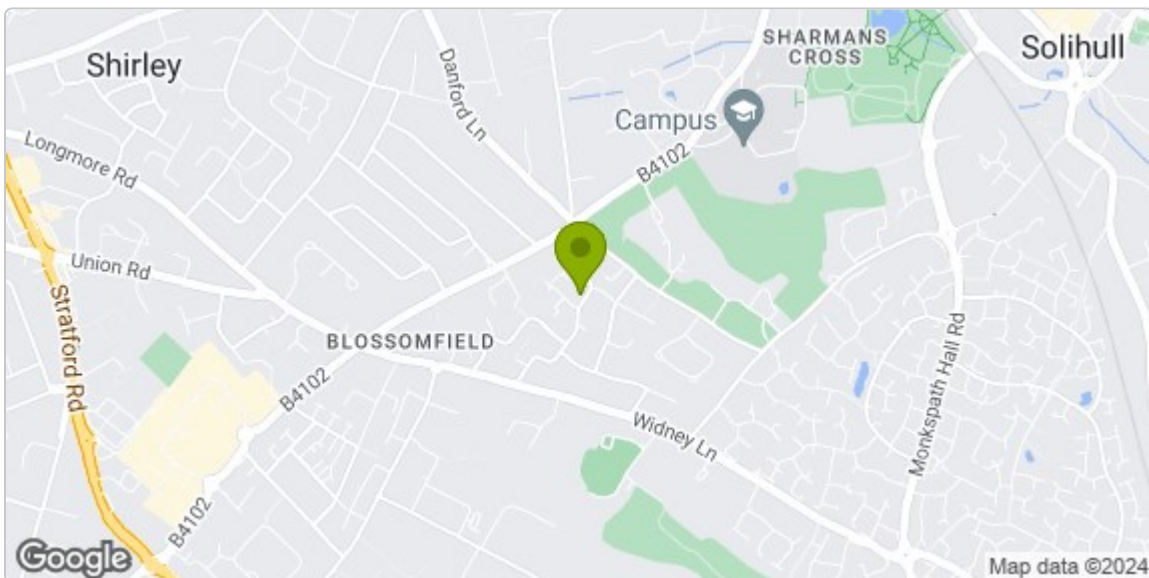 SHARMANS
CROSS
Solihull
Shirley
Danford Ln
Campus
B4102
Longmore Rd
Union Rd
Stratford Rd
BLOSSOMFIELD
B4102
Monkspath Hall Rd
Widney Ln
B4102
Google
Map data ©2024